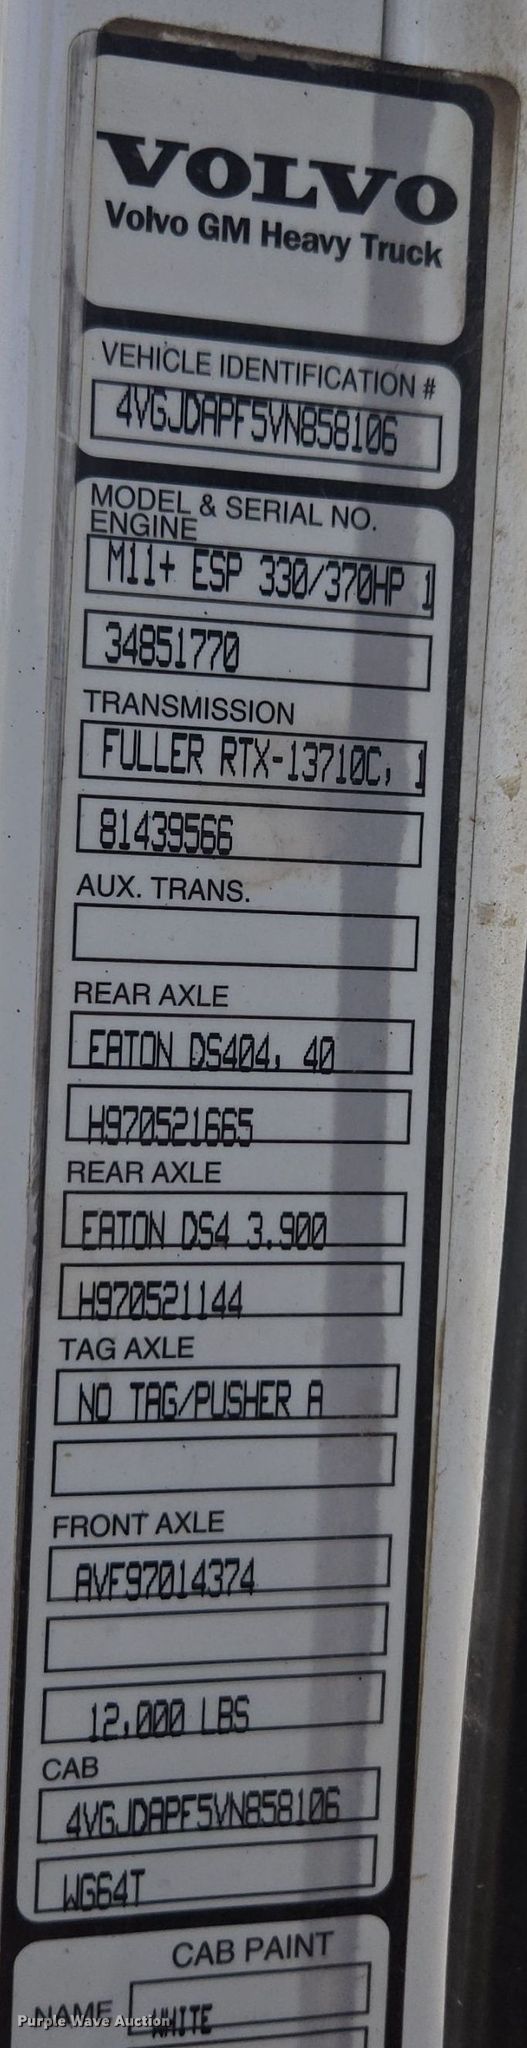 VOLVO
Volvo GM Heavy Truck
VEHICLE IDENTIFICATION #
4VGJDAPF5VN858106
MODEL & SERIAL NO.
ENGINE
M11+ ESP 330/370HP 1
34851770
TRANSMISSION
FULLER RTX-13710C, 1
81439566
AUX. TRANS.
REAR AXLE
EATON DS404, 40
H970521665
REAR AXLE
EATON DS4 3.900
H970521144
TAG AXLE
NO TAG/PUSHER A
FRONT AXLE
AVF97014374
12,000 LBS
CAB
4VGJDAPF5VN858106
WG64T
CAB PAINT
NAME WHITE
Purple Wave Auction